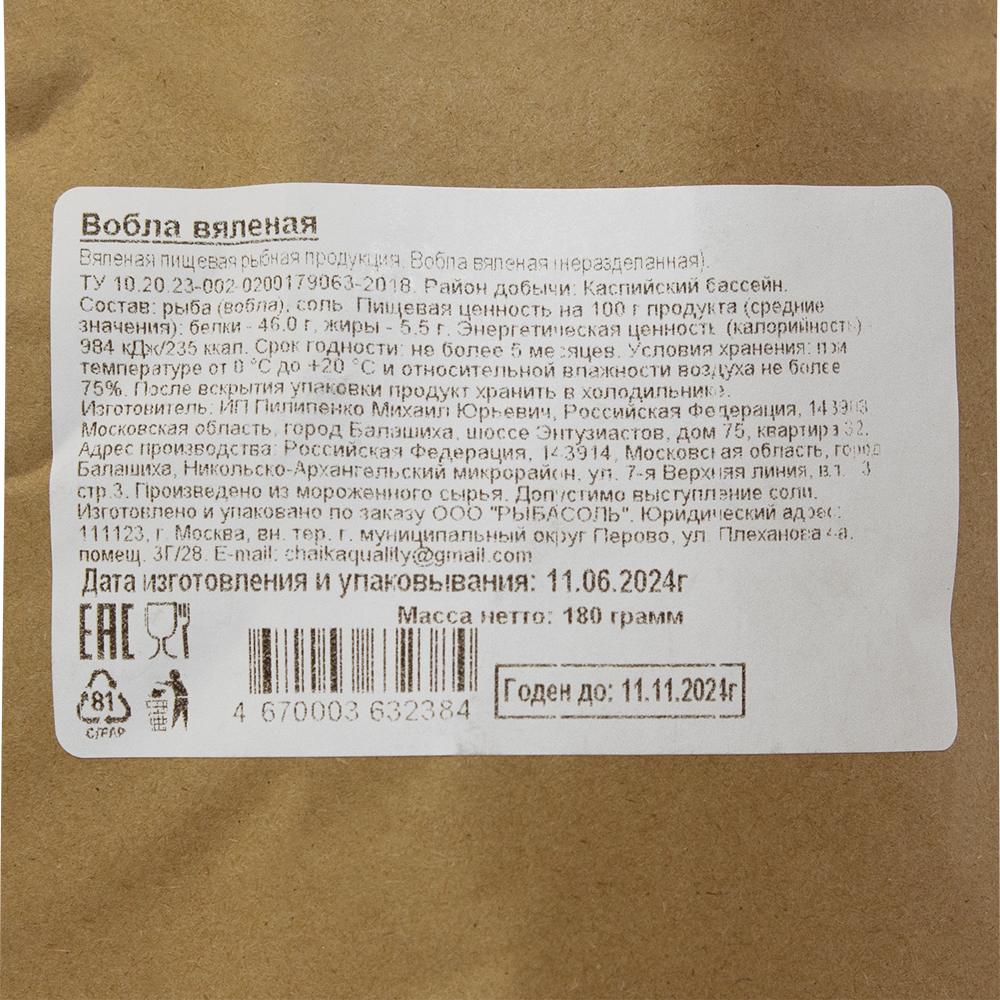 Вобла вяленая
Вяленая пищевая рыбная продукция. Вобла вяленая (неразделанная).
ТУ 10.20.23-002-0200179063-2018. Район добычи: Каспийский бассейн.
Состав: рыба (вобла), соль. Пищевая ценность на 100 г продукта (средние
значения): белки - 46.0 г, жиры - 5.5 г. Энергетическая ценность (калорийность) -
984 кДж/235 ккал. Срок годности: не более 5 месяцев. Условия хранения: при
температуре от 0 °С до +20 °С и относительной влажности воздуха не более
75%. После вскрытия упаковки продукт хранить в холодильнике.
Изготовитель: ИП Пилипенко Михаил Юрьевич, Российская Федерация, 143903
Московская область, город Балашиха, шоссе Энтузиастов, дом 75, квартира 32.
Адрес производства: Российская Федерация, 143914, Московская область, город
Балашиха, Никольско-Архангельский микрорайон, ул. 7-я Верхняя линия,
стр.3. Произведено из мороженного сырья. Допустимо выступление соли.
Изготовлено и упаковано по заказу ООО "РЫБАСОЛЬ". Юридический адрес:
111123, г. Москва, вн. тер. г. муниципальный округ Перово, ул. Плеханова
помещ. 3Г/28. E-mail: chaikaquality@gmail.com
Дата изготовления и упаковывания: 11.06.2024г
EAC
Масса нетто: 180 грамм
81
C/PAP
4 670003 632384
Годен до: 11.11.2024г